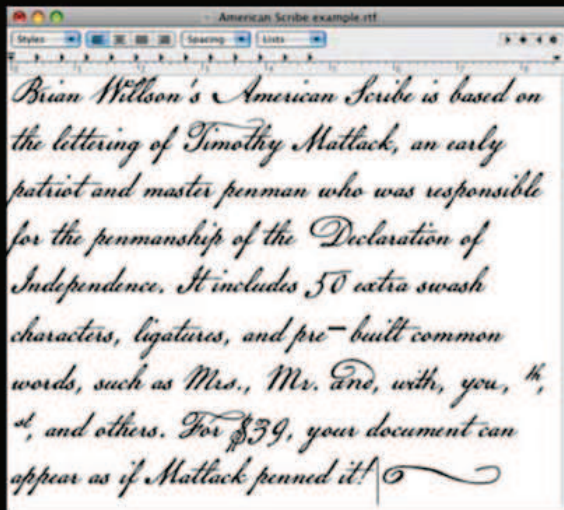 American Scribe example.rtf
Styles Spacing Lists
Brian Willson's American Scribe is based on
the lettering of Timothy Matlack, an early
patriot and master penman who was responsible
for the penmanship of the Declaration of
Independence. It includes 50 extra swash
characters, ligatures, and pre-built common
words, such as Mrs., Mr. and, with, you, th,
st, and others. For $39, your document can
appear as if Matlack penned it!